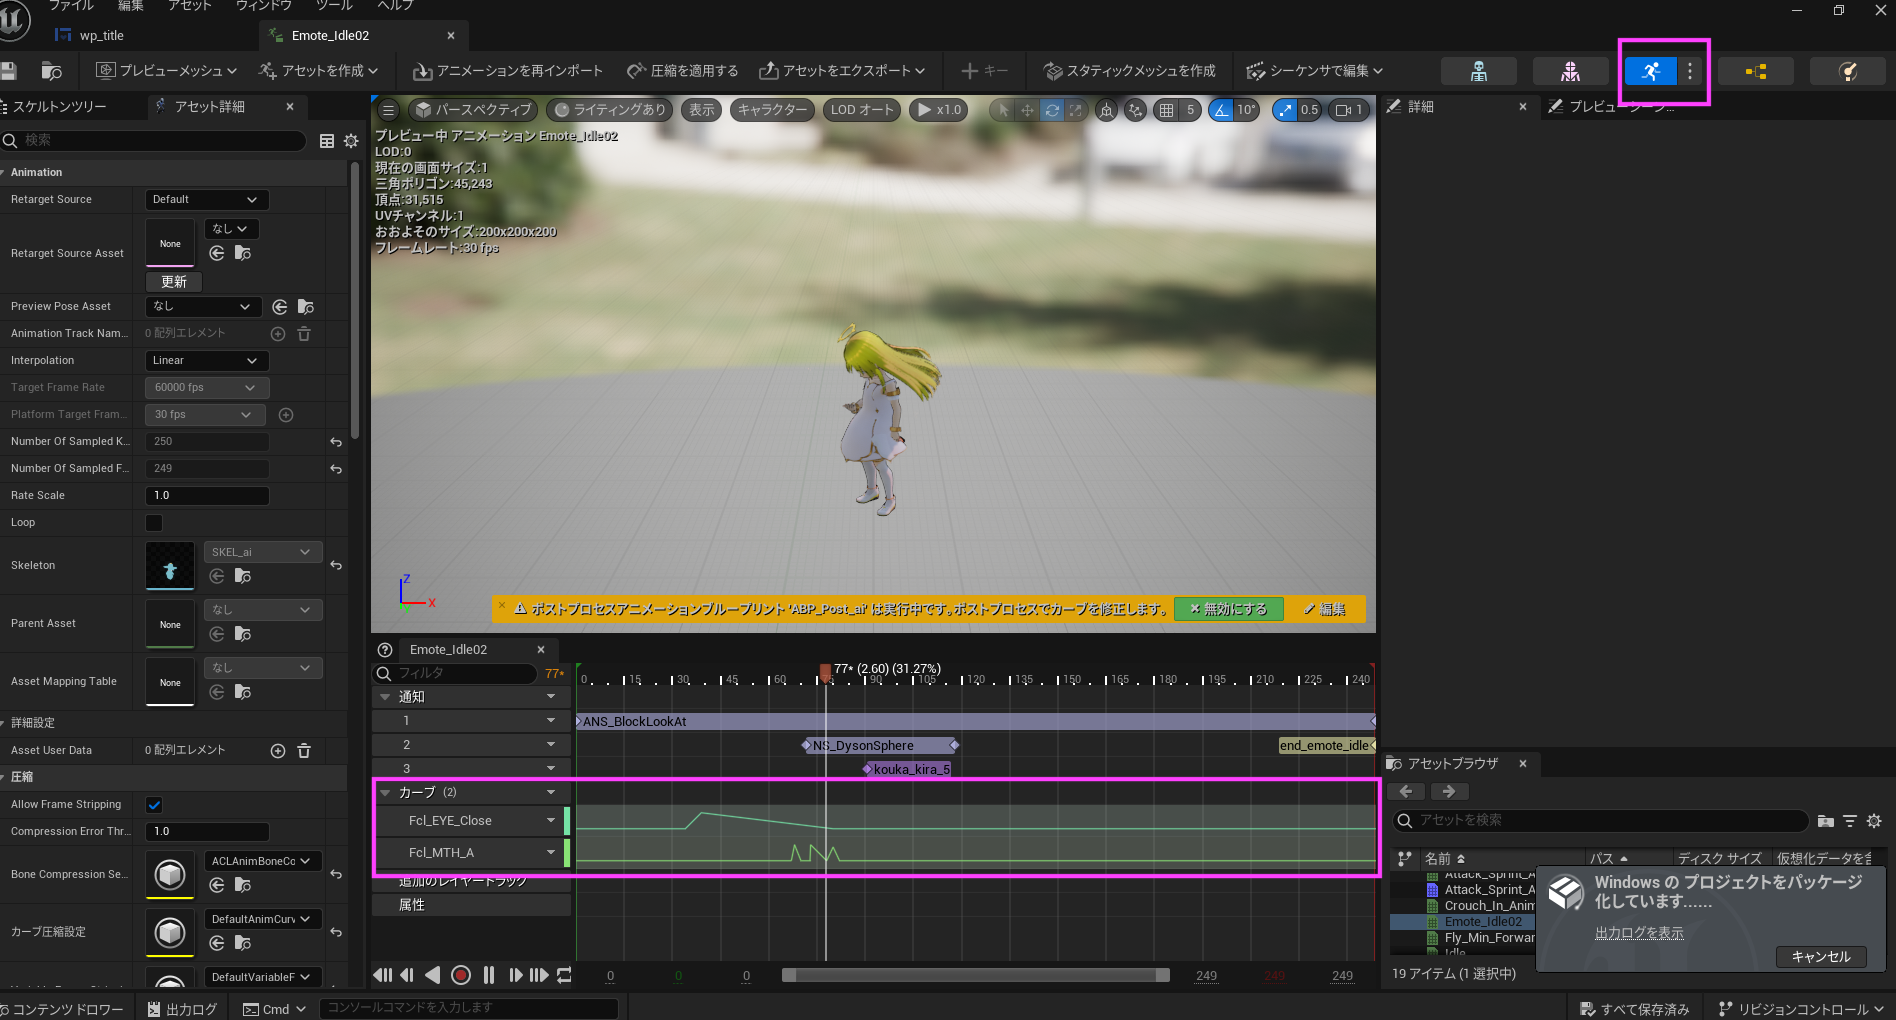 ファイル 編集 アセット ウィンドウ ツール ヘルプ
wp_title
Emote_Idle02
プレビューメッシュ アセットを作成 アニメーションを再インポート 圧縮を適用する アセットをエクスポート キー スタティックメッシュを作成 シーケンサで編集
スケルトンツリー アセット詳細
検索
Animation
Retarget Source Default
Retarget Source Asset None なし
更新
Preview Pose Asset なし
Animation Track Nam... 0 配列エレメント
Interpolation Linear
Target Frame Rate 60000 fps
Platform Target Fram... 30 fps
Number Of Sampled K... 250
Number Of Sampled F... 249
Rate Scale 1.0
Loop
Skeleton SKEL_ai
Parent Asset None なし
Asset Mapping Table None なし
詳細設定
Asset User Data 0 配列エレメント
圧縮
Allow Frame Stripping
Compression Error Thr... 1.0
Bone Compression Se... ACLAnimBoneCo
カーブ圧縮設定 DefaultAnimCurv
DefaultVariableF
パースペクティブ ライティングあり 表示 キャラクター LOD オート x1.0 5 10° 0.5 1
プレビュー中 アニメーション Emote_Idle02
LOD:0
現在の画面サイズ:1
三角ポリゴン:45,243
頂点:31,515
UVチャンネル:1
おおよそのサイズ:200x200x200
フレームレート:30 fps
Z
X
ポストプロセスアニメーションブループリント 'ABP_Post_ai' は実行中です。ポストプロセスでカーブを修正します。 無効にする 編集
Emote_Idle02
フィルタ 77*
77* (2.60) (31.27%)
0 15 30 45 60 75 90 105 120 135 150 165 180 195 210 225 240
通知
1 ANS_BlockLookAt
2 NS_DysonSphere end_emote_idle
3 kouka_kira_5
カーブ (2)
Fcl_EYE_Close
Fcl_MTH_A
追加のレイヤートラック
属性
0 0 0 249 249 249
詳細
アセットブラウザ
アセットを検索
名前 パス ディスク サイズ 仮想化データを含
Attack_Sprint_A
Attack_Sprint_A
Crouch_In_Anim
Emote_Idle02
Fly_Min_Forwar
Idle
19 アイテム (1 選択中)
Windows の プロジェクトをパッケージ
化しています......
出力ログを表示
キャンセル
コンテンツ ドロワー 出力ログ Cmd コンソールコマンドを入力します すべて保存済み リビジョンコントロール